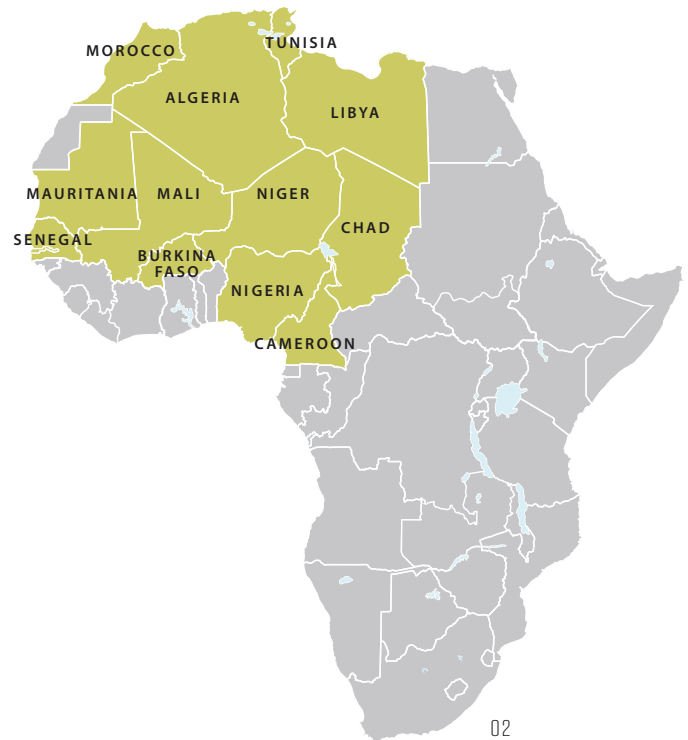 TUNISIA
MOROCCO
ALGERIA
LIBYA
MAURITANIA
MALI
NIGER
CHAD
SENEGAL
BURKINA
FASO
NIGERIA
CAMEROON
02